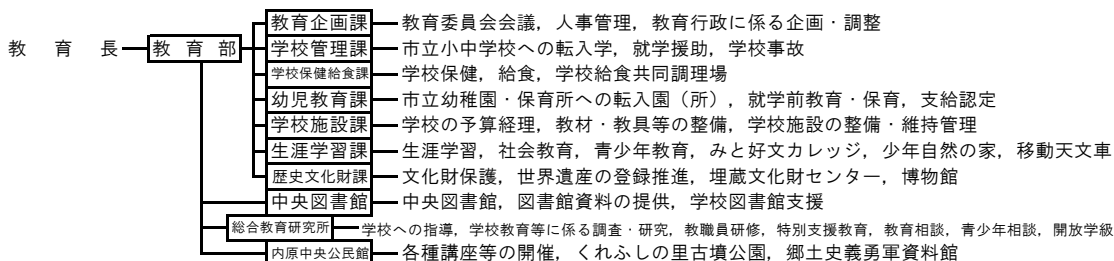 教育企画課 教育委員会会議，人事管理，教育行政に係る企画・調整
教育長 教育部 学校管理課 市立小中学校への転入学，就学援助，学校事故
学校保健給食課 学校保健，給食，学校給食共同調理場
幼児教育課 市立幼稚園・保育所への転入園（所），就学前教育・保育，支給認定
学校施設課 学校の予算経理，教材・教具等の整備，学校施設の整備・維持管理
生涯学習課 生涯学習，社会教育，青少年教育，みと好文カレッジ，少年自然の家，移動天文車
歴史文化財課 文化財保護，世界遺産の登録推進，埋蔵文化財センター，博物館
中央図書館 中央図書館，図書館資料の提供，学校図書館支援
総合教育研究所 学校への指導，学校教育等に係る調査・研究，教職員研修，特別支援教育，教育相談，青少年相談，開放学級
内原中央公民館 各種講座等の開催，くれふしの里古墳公園，郷土史義勇軍資料館